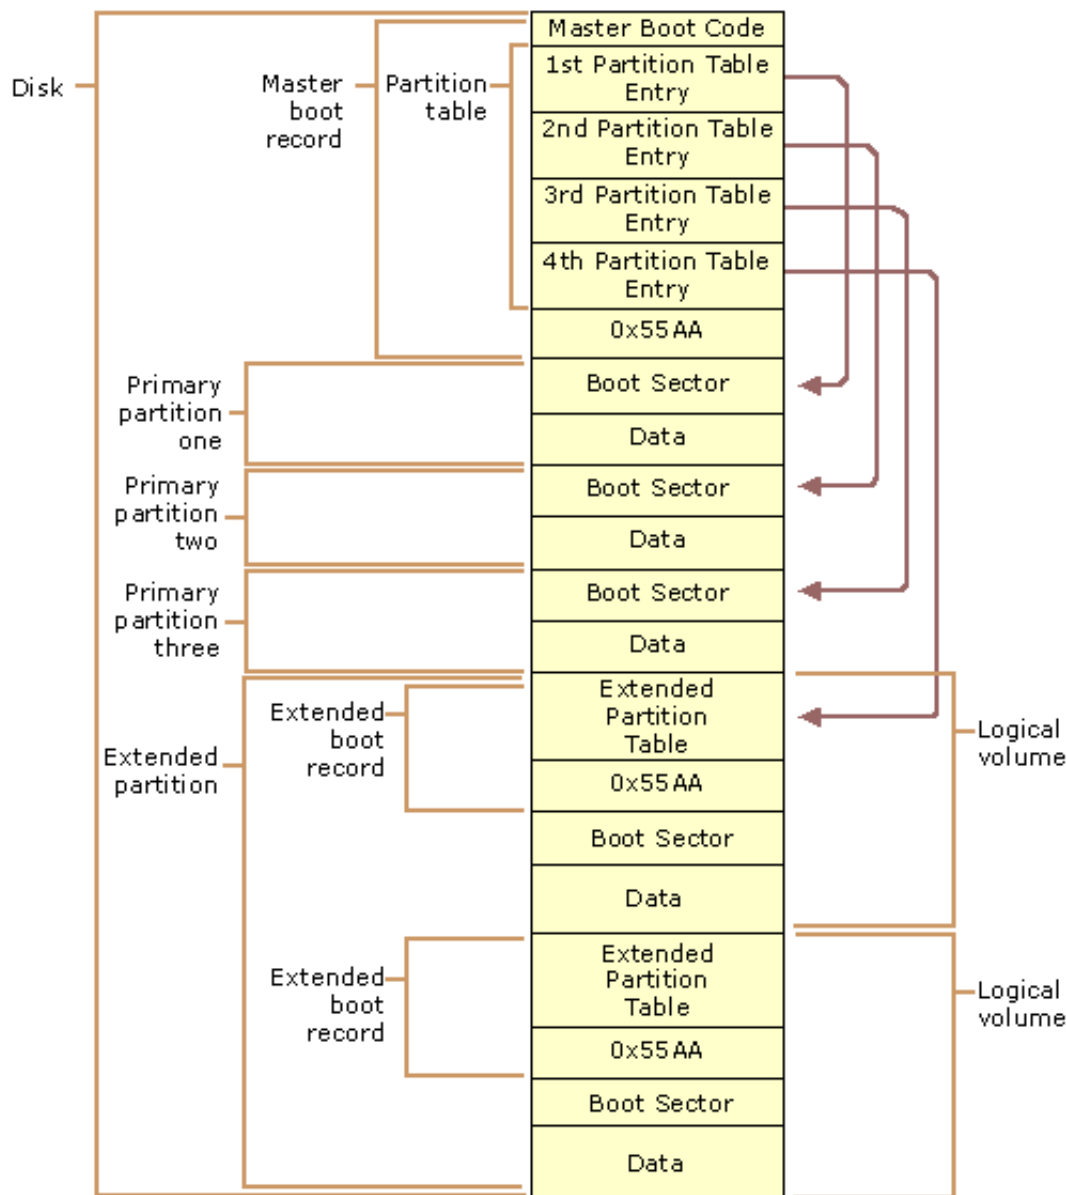 Disk
Master
boot
record
Partition
table
Master Boot Code
1st Partition Table
Entry
2nd Partition Table
Entry
3rd Partition Table
Entry
4th Partition Table
Entry
0x55AA
Primary
partition
one
Boot Sector
Data
Primary
partition
two
Boot Sector
Data
Primary
partition
three
Boot Sector
Data
Extended
partition
Extended
boot
record
Extended
Partition
Table
0x55AA
Boot Sector
Data
Logical
volume
Extended
boot
record
Extended
Partition
Table
0x55AA
Boot Sector
Data
Logical
volume